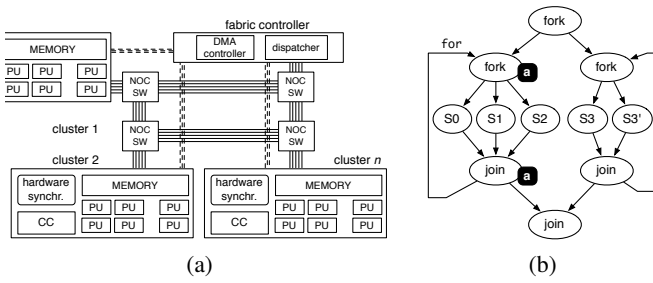 fabric controller
MEMORY
DMA
controller
dispatcher
PU PU PU
PU PU PU
NOC
SW
NOC
SW
cluster 1
NOC
SW
NOC
SW
cluster 2
cluster n
hardware
synchr.
MEMORY
CC
PU PU PU
PU PU PU
hardware
synchr.
MEMORY
CC
PU PU PU
PU PU PU
(a)
fork
for
fork
a
fork
S0 S1 S2 S3 S3'
join
a
join
join
(b)